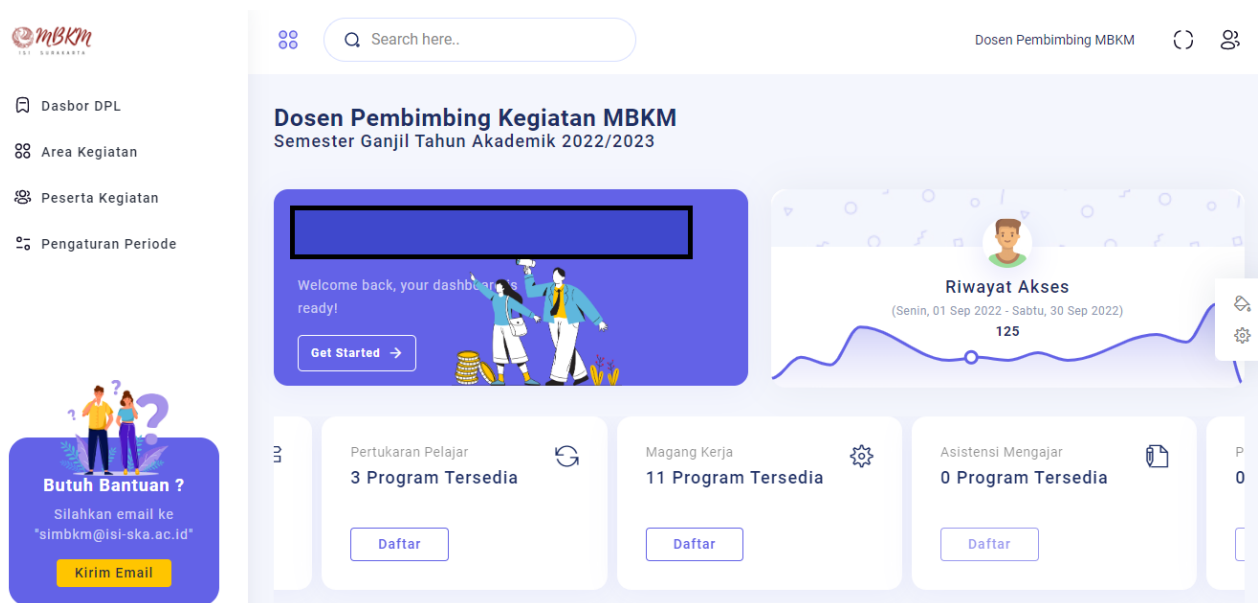 MBKM
ISI SURAKARTA
Search here..
Dosen Pembimbing MBKM
Dasbor DPL
Area Kegiatan
Peserta Kegiatan
Pengaturan Periode
Butuh Bantuan ?
Silahkan email ke
"simbkm@isi-ska.ac.id"
Kirim Email
Dosen Pembimbing Kegiatan MBKM
Semester Ganjil Tahun Akademik 2022/2023
Welcome back, your dashboard's
ready!
Get Started →
Riwayat Akses
(Senin, 01 Sep 2022 - Sabtu, 30 Sep 2022)
125
Pertukaran Pelajar
3 Program Tersedia
Daftar
Magang Kerja
11 Program Tersedia
Daftar
Asistensi Mengajar
0 Program Tersedia
Daftar
P
0